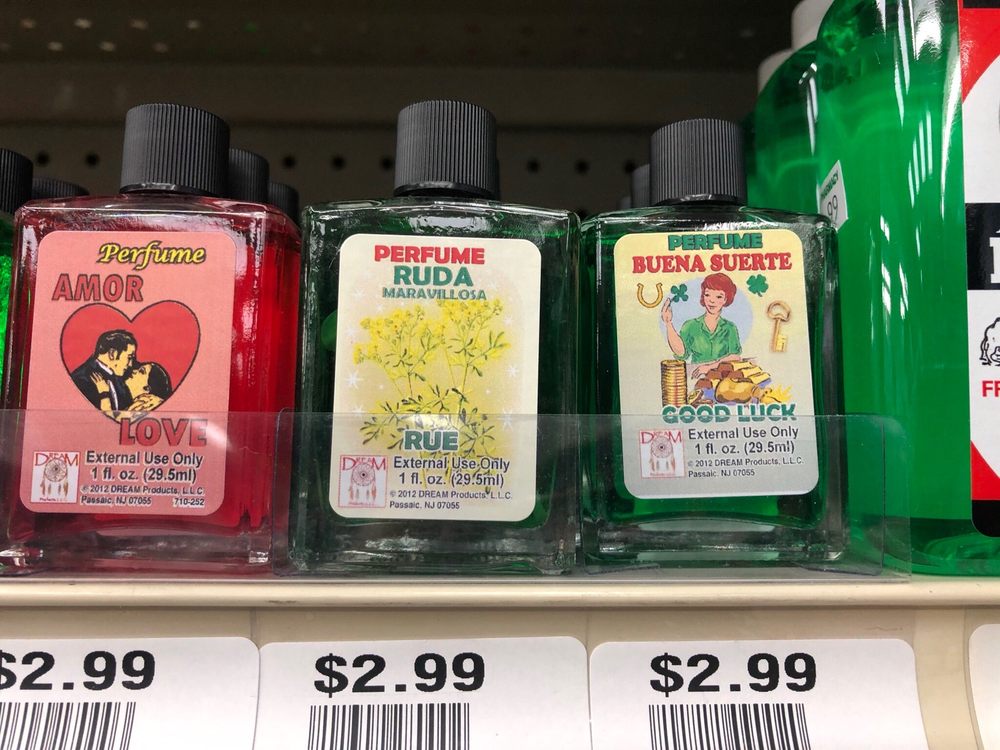 Perfume
AMOR
LOVE
DREAM
External Use Only
1 fl. oz. (29.5ml)
© 2012 DREAM Products, L.L.C.
Passaic, NJ 07055 710-252
PERFUME
RUDA
MARAVILLOSA
RUE
DREAM
External Use Only
1 fl. oz. (29.5ml)
© 2012 DREAM Products, L.L.C.
Passaic, NJ 07055
PERFUME
BUENA SUERTE
GOOD LUCK
DREAM
External Use Only
1 fl. oz. (29.5ml)
© 2012 DREAM Products, L.L.C.
Passaic, NJ 07055
99
FR
$2.99
$2.99
$2.99